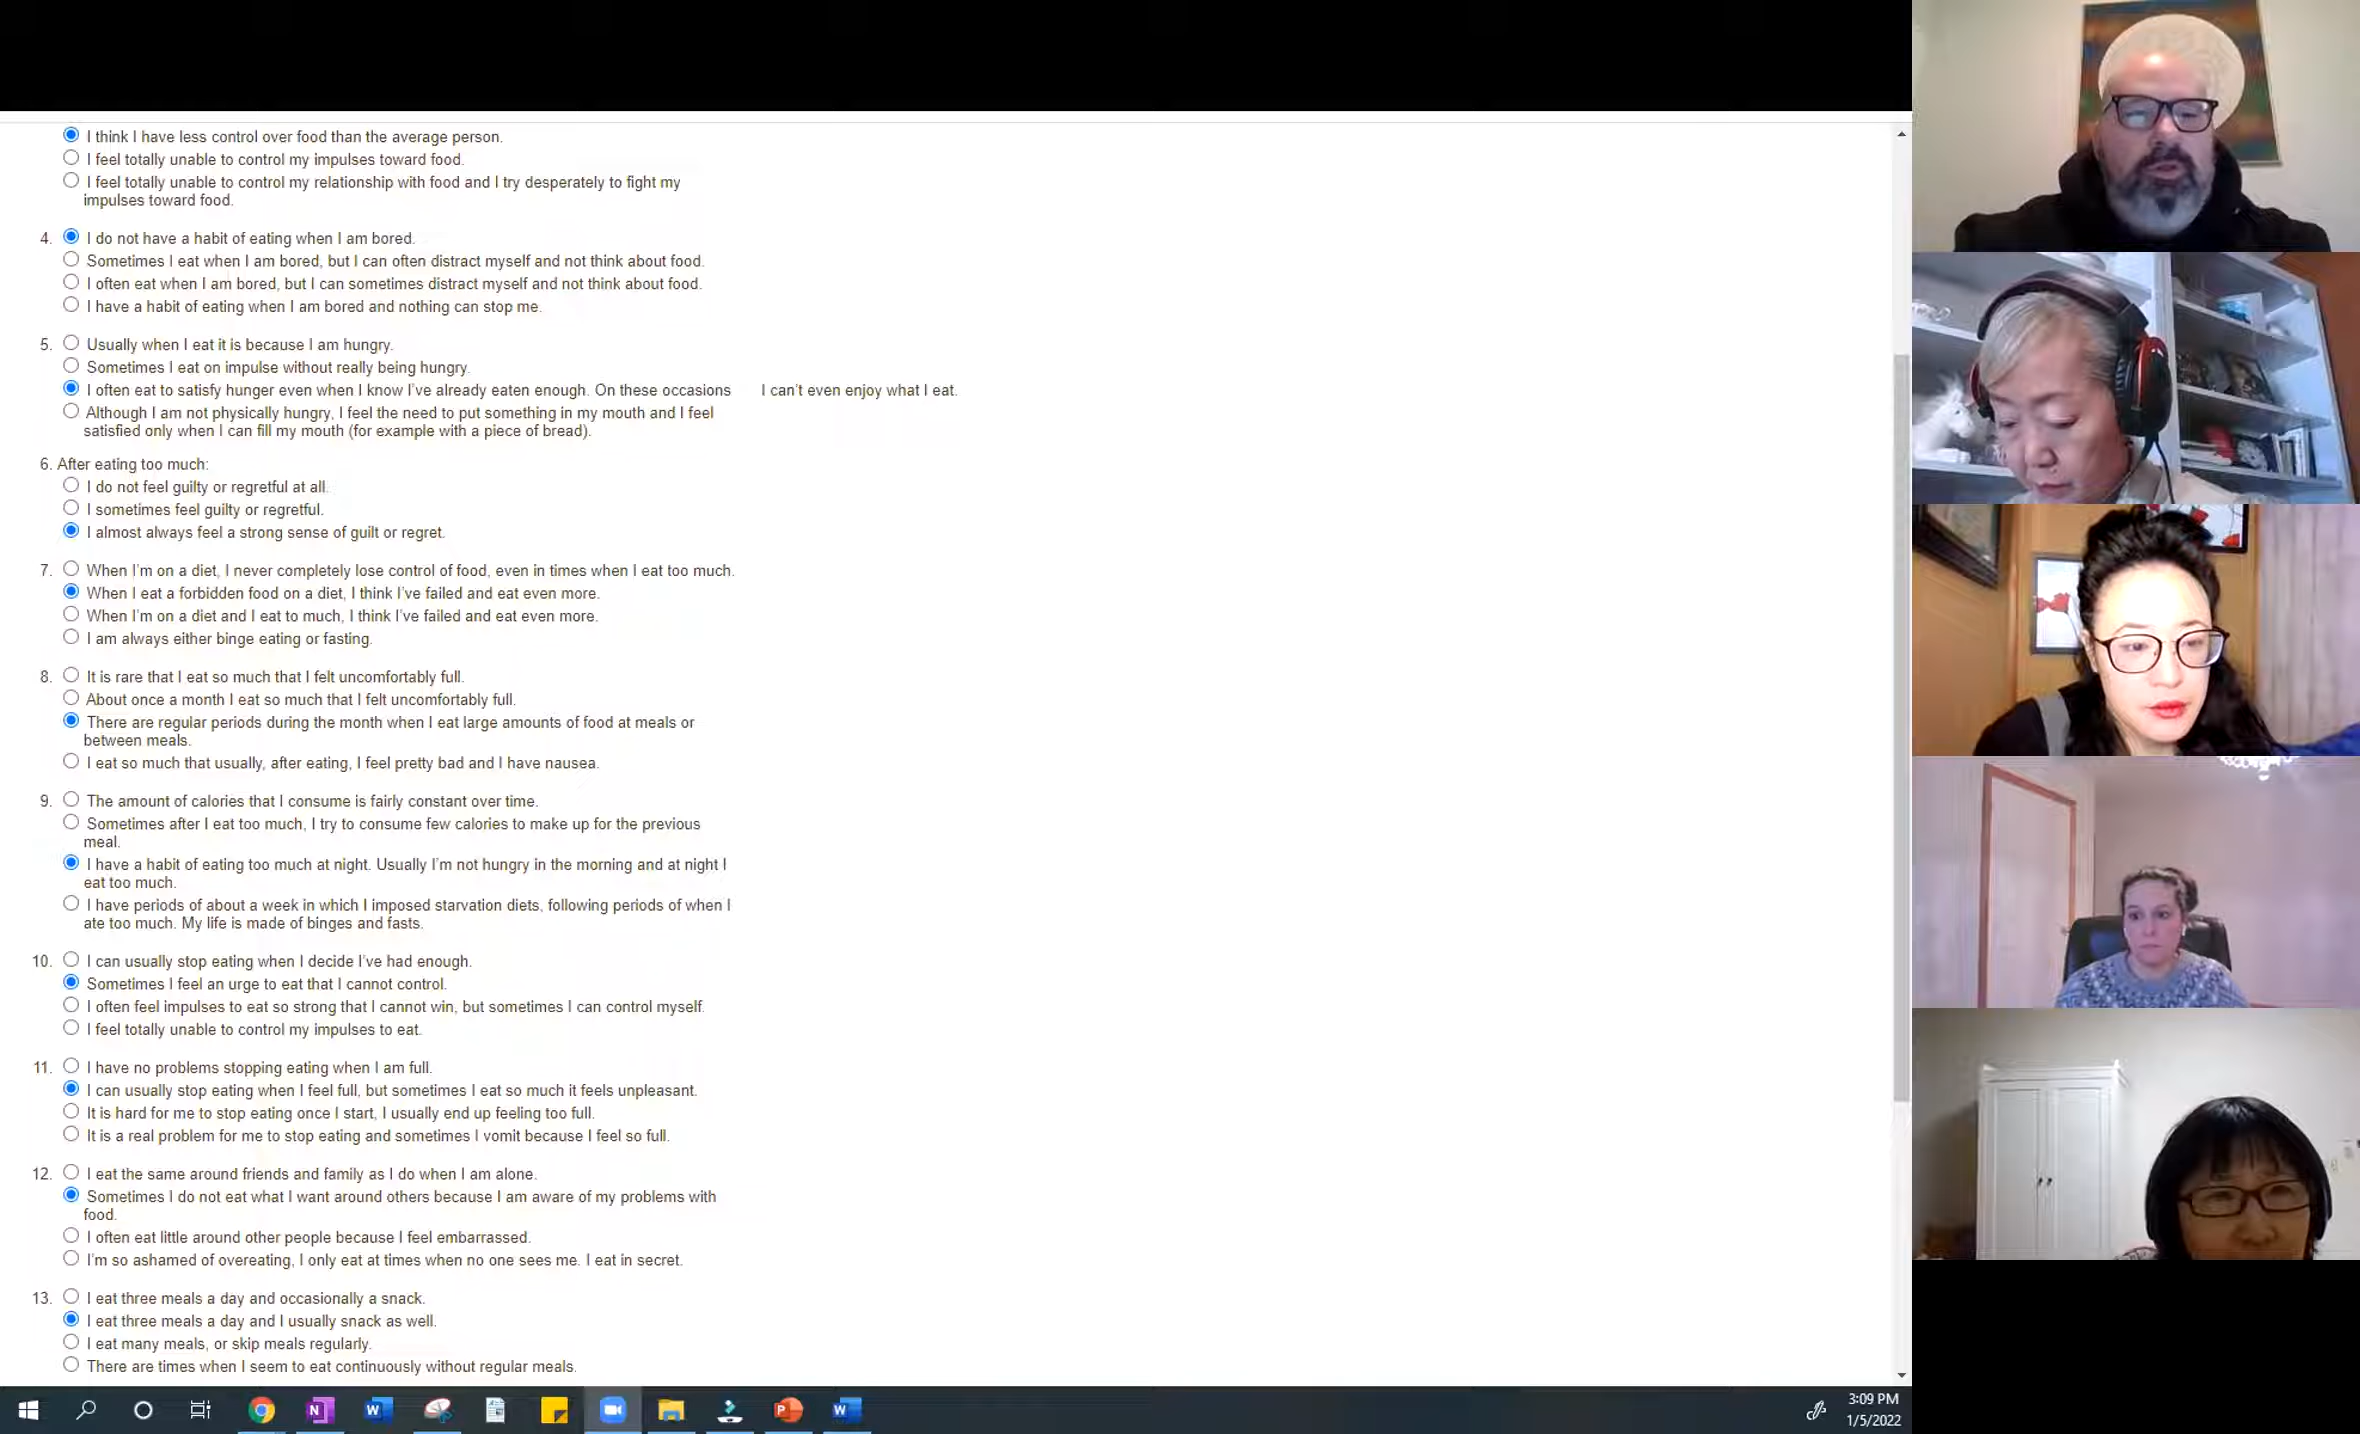 I think I have less control over food than the average person.
I feel totally unable to control my impulses toward food.
I feel totally unable to control my relationship with food and I try desperately to fight my
impulses toward food.
4. I do not have a habit of eating when I am bored.
Sometimes I eat when I am bored, but I can often distract myself and not think about food.
I often eat when I am bored, but I can sometimes distract myself and not think about food.
I have a habit of eating when I am bored and nothing can stop me.
5. Usually when I eat it is because I am hungry.
Sometimes I eat on impulse without really being hungry.
I often eat to satisfy hunger even when I know I've already eaten enough. On these occasions I can't even enjoy what I eat.
Although I am not physically hungry, I feel the need to put something in my mouth and I feel
satisfied only when I can fill my mouth (for example with a piece of bread).
6. After eating too much:
I do not feel guilty or regretful at all.
I sometimes feel guilty or regretful.
I almost always feel a strong sense of guilt or regret.
7. When I'm on a diet, I never completely lose control of food, even in times when I eat too much.
When I eat a forbidden food on a diet, I think I've failed and eat even more.
When I'm on a diet and I eat to much, I think I've failed and eat even more.
I am always either binge eating or fasting.
8. It is rare that I eat so much that I felt uncomfortably full.
About once a month I eat so much that I felt uncomfortably full.
There are regular periods during the month when I eat large amounts of food at meals or
between meals.
I eat so much that usually, after eating, I feel pretty bad and I have nausea.
9. The amount of calories that I consume is fairly constant over time.
Sometimes after I eat too much, I try to consume few calories to make up for the previous
meal.
I have a habit of eating too much at night. Usually I'm not hungry in the morning and at night I
eat too much.
I have periods of about a week in which I imposed starvation diets, following periods of when I
ate too much. My life is made of binges and fasts.
10. I can usually stop eating when I decide I've had enough.
Sometimes I feel an urge to eat that I cannot control.
I often feel impulses to eat so strong that I cannot win, but sometimes I can control myself.
I feel totally unable to control my impulses to eat.
11. I have no problems stopping eating when I am full.
I can usually stop eating when I feel full, but sometimes I eat so much it feels unpleasant.
It is hard for me to stop eating once I start, I usually end up feeling too full.
It is a real problem for me to stop eating and sometimes I vomit because I feel so full.
12. I eat the same around friends and family as I do when I am alone.
Sometimes I do not eat what I want around others because I am aware of my problems with
food.
I often eat little around other people because I feel embarrassed.
I'm so ashamed of overeating, I only eat at times when no one sees me. I eat in secret.
13. I eat three meals a day and occasionally a snack.
I eat three meals a day and I usually snack as well.
I eat many meals, or skip meals regularly.
There are times when I seem to eat continuously without regular meals.
N
W
P
W
3:09 PM
1/5/2022